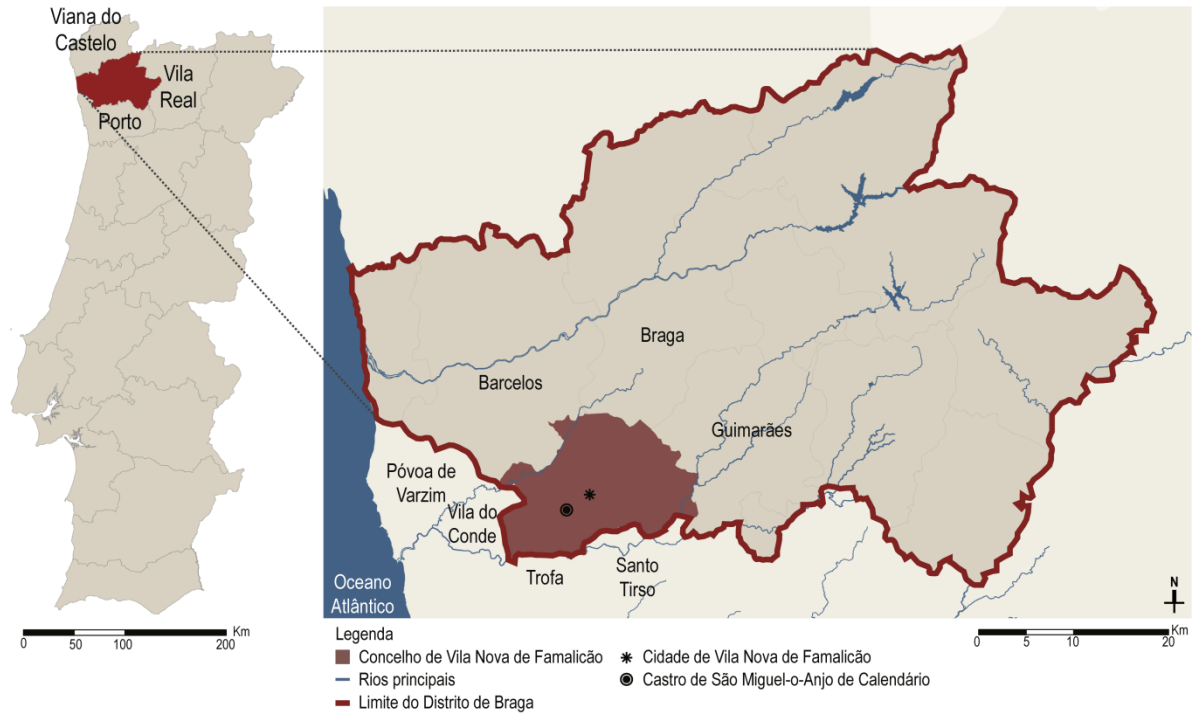 Viana do
Castelo
Vila
Real
Porto
Braga
Barcelos
Guimarães
Póvoa de
Varzim
Vila do
Conde
Santo
Tirso
Trofa
Oceano
Atlântico
N
Km
0 50 100 200
Km
0 5 10 20
Legenda
Concelho de Vila Nova de Famalicão
Rios principais
Limite do Distrito de Braga
Cidade de Vila Nova de Famalicão
Castro de São Miguel-o-Anjo de Calendário